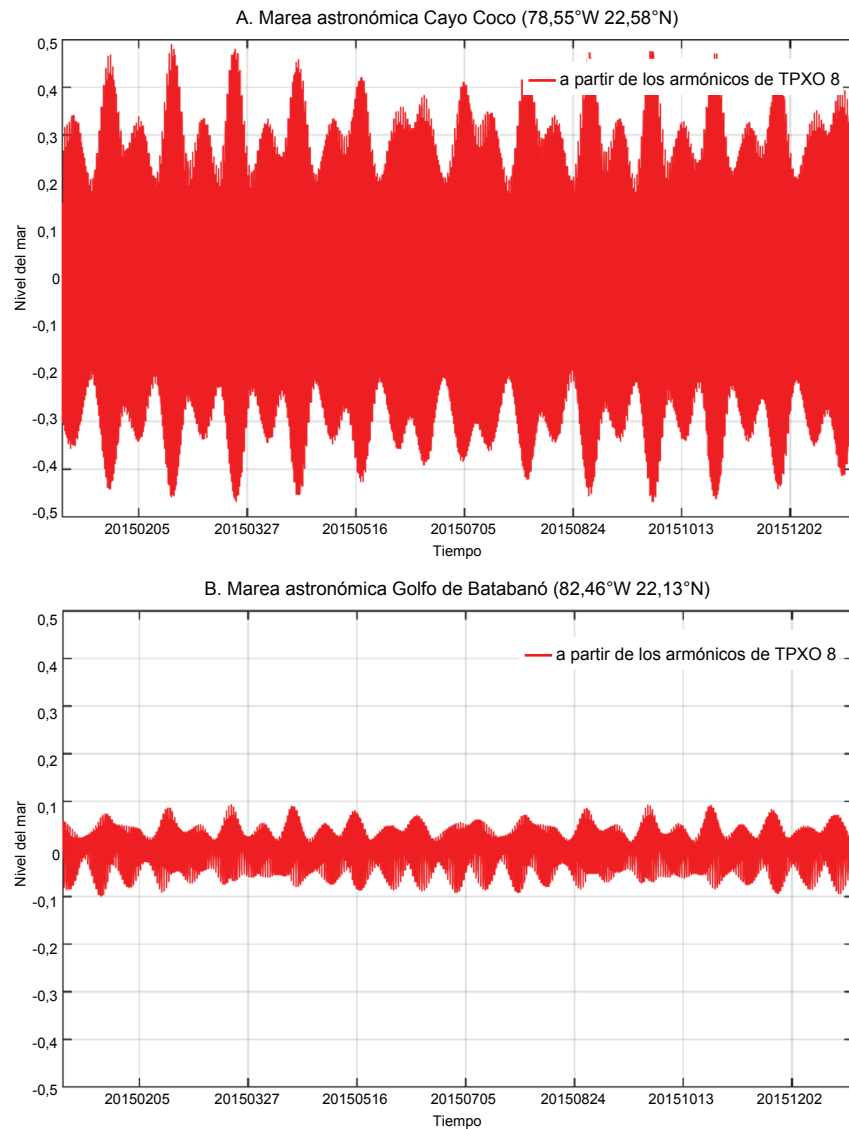 A. Marea astronómica Cayo Coco (78,55°W 22,58°N)
0,5
0,4
0,3
0,2
0,1
0
-0,1
-0,2
-0,3
-0,4
-0,5
Nivel del mar
a partir de los armónicos de TPXO 8
20150205 20150327 20150516 20150705 20150824 20151013 20151202
Tiempo
B. Marea astronómica Golfo de Batabanó (82,46°W 22,13°N)
0,5
0,4
0,3
0,2
0,1
0
-0,1
-0,2
-0,3
-0,4
-0,5
Nivel del mar
a partir de los armónicos de TPXO 8
20150205 20150327 20150516 20150705 20150824 20151013 20151202
Tiempo